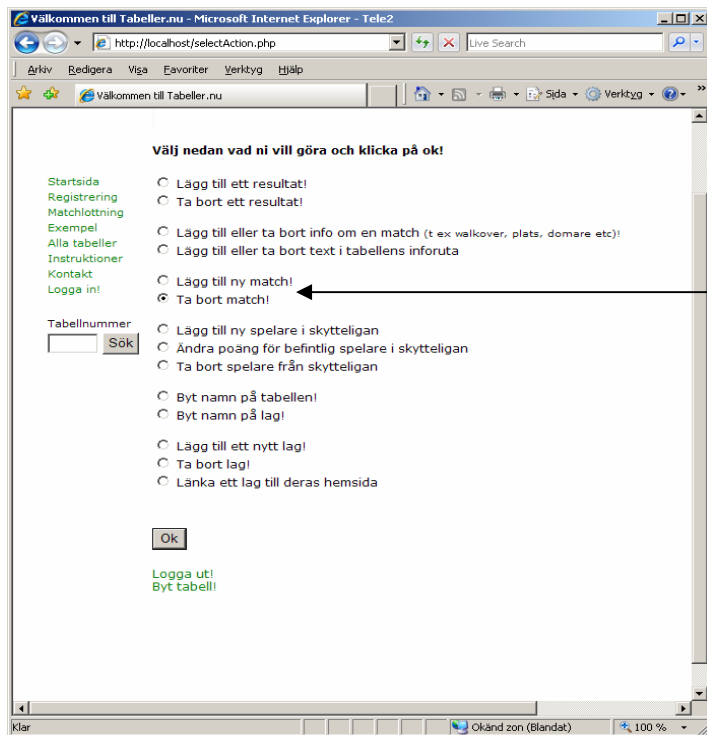 Välkommen till Tabeller.nu - Microsoft Internet Explorer - Tele2
http://localhost/selectAction.php
Live Search
Arkiv Redigera Visa Favoriter Verktyg Hjälp
Välkommen till Tabeller.nu
Sida Verktyg
Välj nedan vad ni vill göra och klicka på ok!
Startsida
Registrering
Matchlottning
Exempel
Alla tabeller
Instruktioner
Kontakt
Logga in!
Tabellnummer
Sök
Lägg till ett resultat!
Ta bort ett resultat!
Lägg till eller ta bort info om en match (t ex walkover, plats, domare etc)!
Lägg till eller ta bort text i tabellens inforuta
Lägg till ny match!
Ta bort match!
Lägg till ny spelare i skytteligan
Ändra poäng för befintlig spelare i skytteligan
Ta bort spelare från skytteligan
Byt namn på tabellen!
Byt namn på lag!
Lägg till ett nytt lag!
Ta bort lag!
Länka ett lag till deras hemsida
Ok
Logga ut!
Byt tabell!
Klar
Okänd zon (Blandat)
100 %